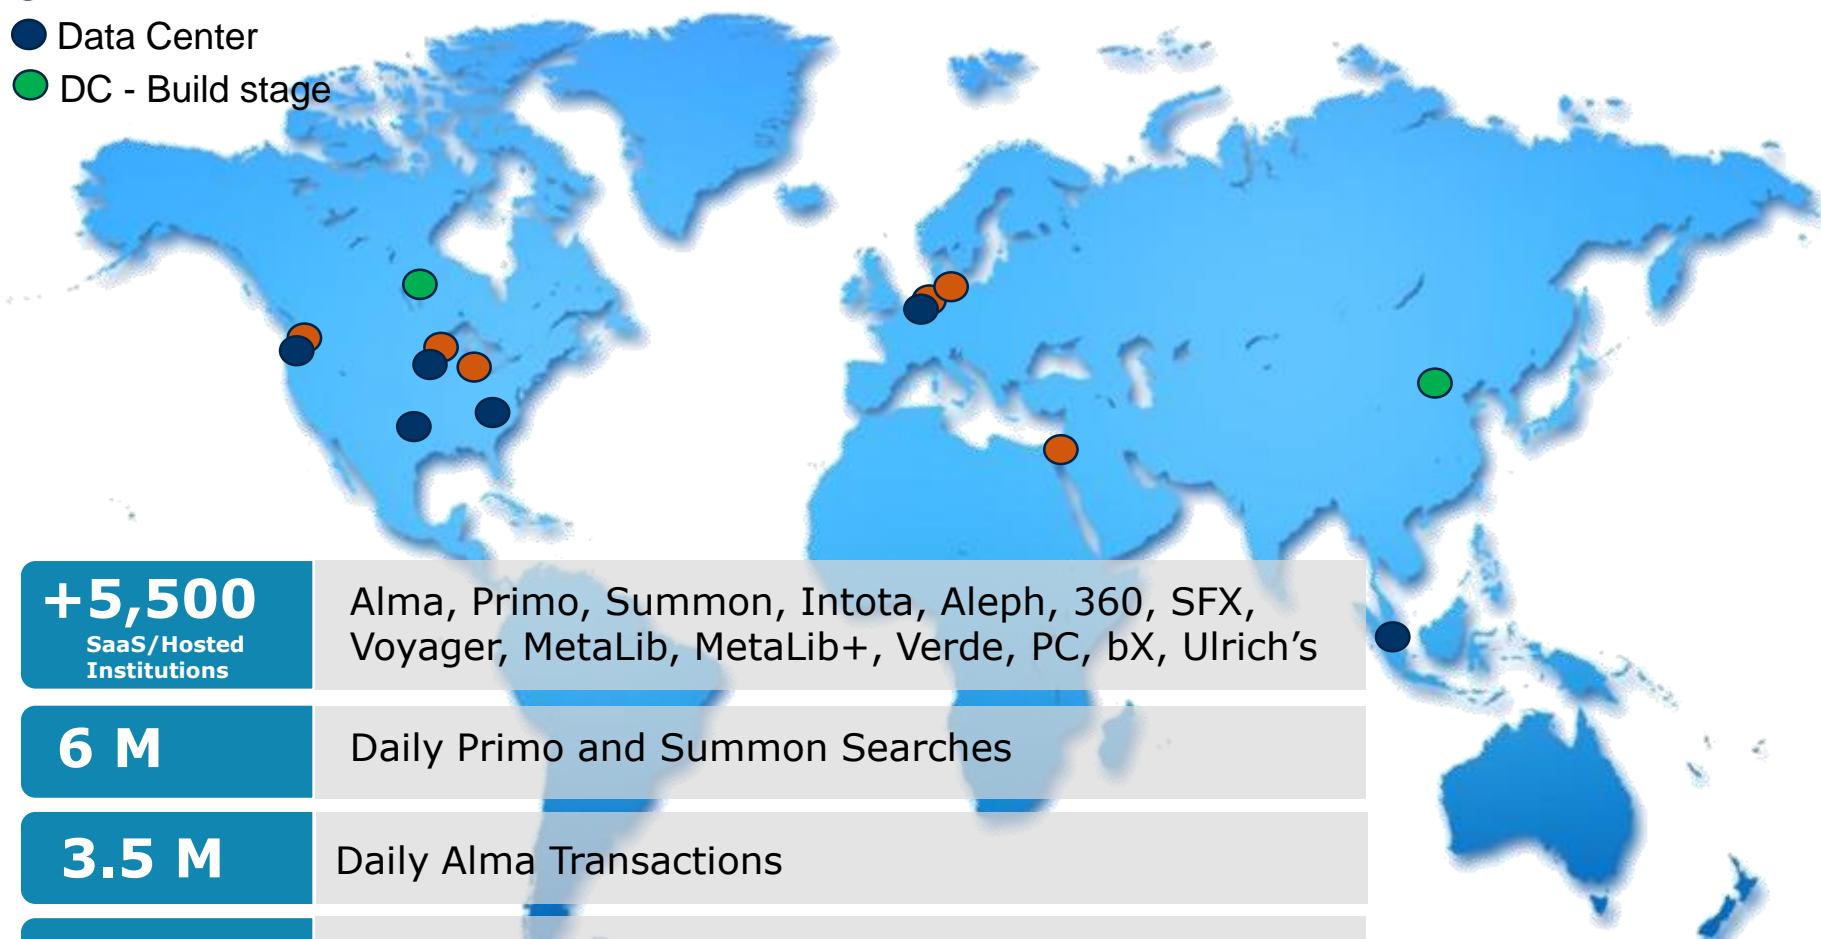 Data Center
DC - Build stage
+5,500
SaaS/Hosted
Institutions
Alma, Primo, Summon, Intota, Aleph, 360, SFX,
Voyager, MetaLib, MetaLib+, Verde, PC, bX, Ulrich’s
6 M
Daily Primo and Summon Searches
3.5 M
Daily Alma Transactions